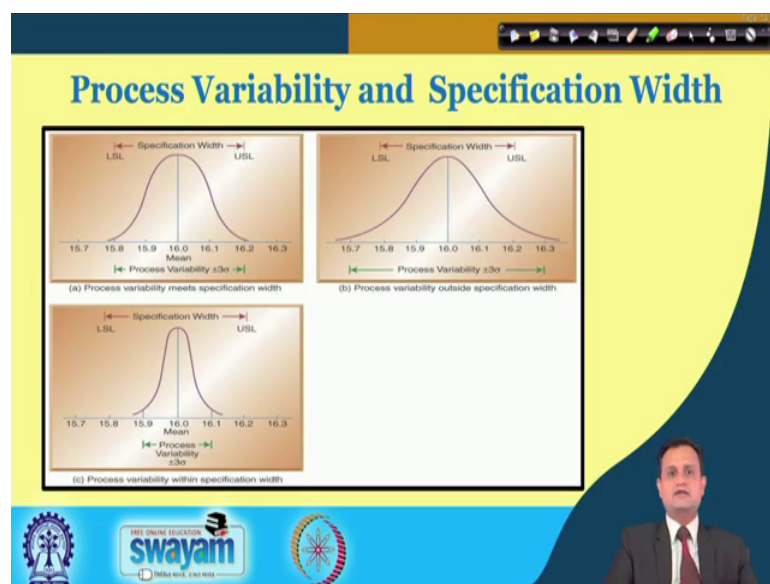 Process Variability and Specification Width
Specification Width
LSL USL
15.7 15.8 15.9 16.0 16.1 16.2 16.3
Mean
Process Variability ±3σ
(a) Process variability meets specification width
Specification Width
LSL USL
15.7 15.8 15.9 16.0 16.1 16.2 16.3
Mean
Process Variability ±3σ
(b) Process variability outside specification width
Specification Width
LSL USL
15.7 15.8 15.9 16.0 16.1 16.2 16.3
Mean
Process
Variability
±3σ
(c) Process variability within specification width
FREE ONLINE EDUCATION
swayam